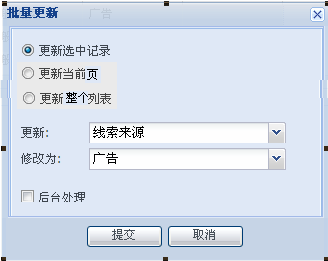 批量更新
更新选中记录
更新当前页
更新整个列表
更新： 线索来源
修改为： 广告
后台处理
提交 取消